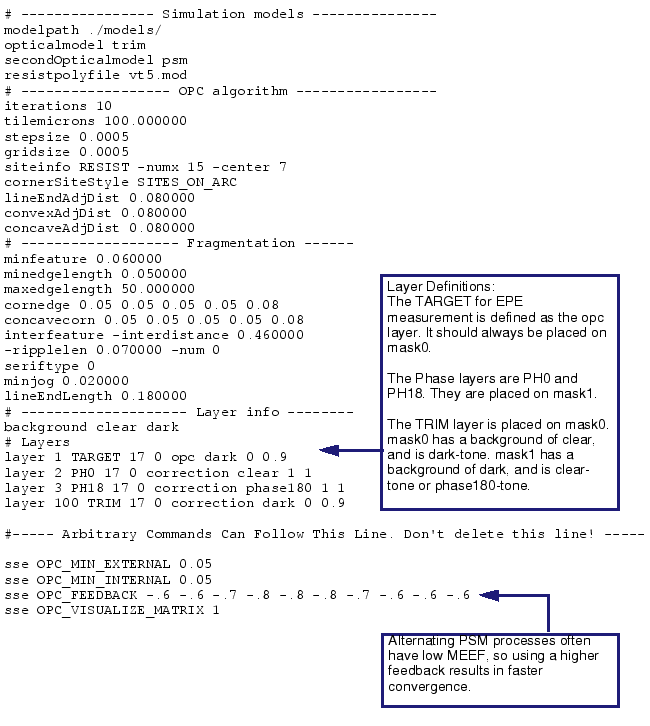 # ---------------- Simulation models ---------------
modelpath ./models/
opticalmodel trim
secondOpticalmodel psm
resistpolyfile vt5.mod
# ------------------ OPC algorithm -----------------
iterations 10
tilemicrons 100.000000
stepsize 0.0005
gridsize 0.0005
siteinfo RESIST -numx 15 -center 7
cornerSiteStyle SITES_ON_ARC
lineEndAdjDist 0.080000
convexAdjDist 0.080000
concaveAdjDist 0.080000
# ------------------- Fragmentation ------
minfeature 0.060000
minedgelength 0.050000
maxedgelength 50.000000
cornedge 0.05 0.05 0.05 0.05 0.08
concavecorn 0.05 0.05 0.05 0.05 0.08
interfeature -interdistance 0.460000
-ripplelen 0.070000 -num 0
seriftype 0
minjog 0.020000
lineEndLength 0.180000
# -------------------- Layer info --------
background clear dark
# Layers
layer 1 TARGET 17 0 opc dark 0 0.9
layer 2 PH0 17 0 correction clear 1 1
layer 3 PH18 17 0 correction phase180 1 1
layer 100 TRIM 17 0 correction dark 0 0.9
Layer Definitions:
The TARGET for EPE
measurement is defined as the opc
layer. It should always be placed on
mask0.
The Phase layers are PH0 and
PH18. They are placed on mask1.
The TRIM layer is placed on mask0.
mask0 has a background of clear,
and is dark-tone. mask1 has a
background of dark, and is clear-
tone or phase180-tone.
#----- Arbitrary Commands Can Follow This Line. Don't delete this line! -----
sse OPC_MIN_EXTERNAL 0.05
sse OPC_MIN_INTERNAL 0.05
sse OPC_FEEDBACK -.6 -.6 -.7 -.8 -.8 -.8 -.7 -.6 -.6 -.6
sse OPC_VISUALIZE_MATRIX 1
Alternating PSM processes often
have low MEEF, so using a higher
feedback results in faster
convergence.